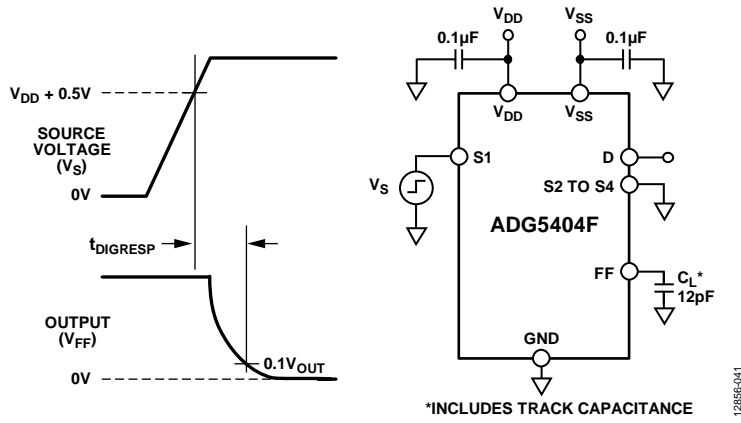 VDD + 0.5V
SOURCE
VOLTAGE
(VS)
0V
tDIGRESP
OUTPUT
(VFF)
0V
0.1VOUT
VDD
VSS
0.1µF
0.1µF
VDD
VSS
S1
D
VS
S2 TO S4
ADG5404F
FF
CL*
12pF
GND
*INCLUDES TRACK CAPACITANCE
12856-041